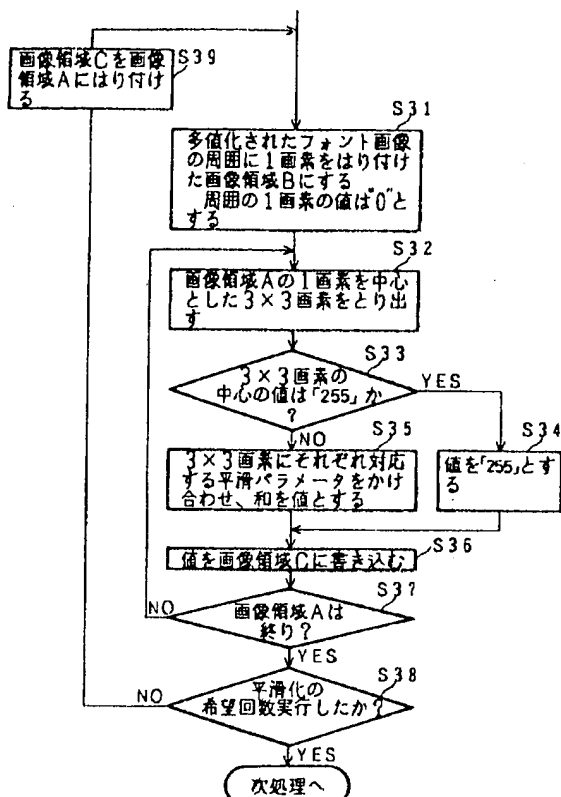 S39
画像領域Cを画像
領域Aにはり付け
る
S31
多値化されたフォント画像
の周囲に1画素をはり付け
た画像領域Bにする
周囲の1画素の値は"0"と
する
S32
画像領域Aの1画素を中心
とした3×3画素をとり出
す
S33
3×3画素の
中心の値は「255」か
?
YES
NO
S34
値を「255」とす
る
S35
3×3画素にそれぞれ対応
する平滑パラメータをかけ
合わせ、和を値とする
S36
値を画像領域Cに書き込む
S37
画像領域Aは
終り?
NO
YES
S38
平滑化の
希望回数実行したか?
NO
YES
次処理へ